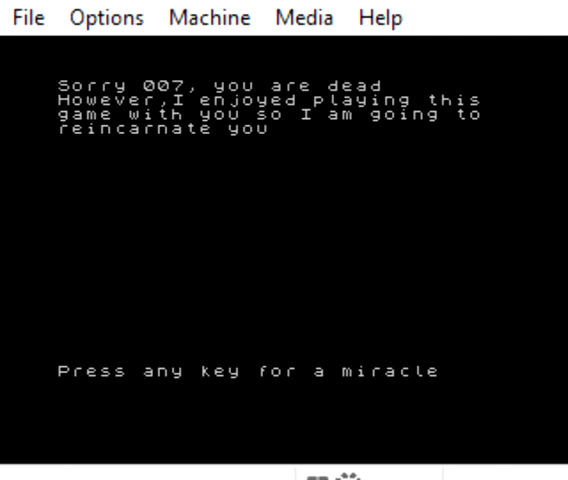 File Options Machine Media Help
Sorry 007, you are dead
However,I enjoyed playing this
game with you so I am going to
reincarnate you
Press any key for a miracle